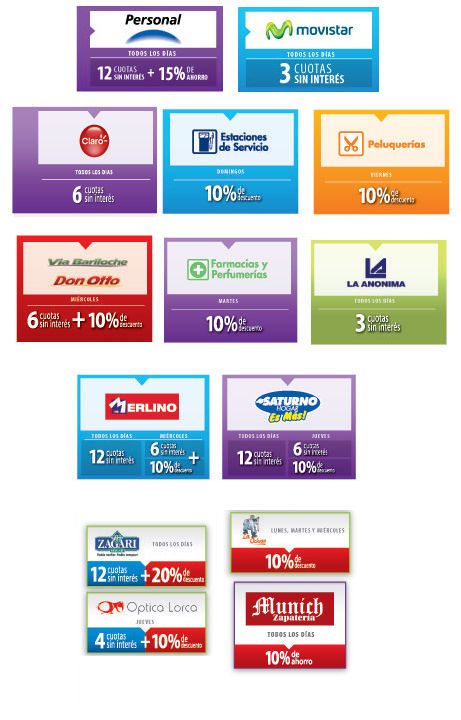 Personal
TODOS LOS DÍAS
12 CUOTAS SIN INTERÉS + 15% DE AHORRO
movistar
TODOS LOS DÍAS
3 CUOTAS SIN INTERÉS
Claro
TODOS LOS DIAS
6 cuotas sin interés
Estaciones
de Servicio
DOMINGOS
10% de descuento
Peluquerías
VIERNES
10% de descuento
Via Bariloche
Don Otto
MIÉRCOLES
6 cuotas sin interés + 10% de descuento
Farmacias y
Perfumerías
MARTES
10% de descuento
LA ANONIMA
TODOS LOS DÍAS
3 cuotas sin interés
MERLINO
TODOS LOS DÍAS
12 cuotas sin interés
MIÉRCOLES
6 cuotas sin interés +
10% de descuento
SATURNO
HOGAR
Es Más!
TODOS LOS DÍAS
12 cuotas sin interés
JUEVES
6 cuotas sin interés
10% de descuento
ZAGARI
TODOS LOS DÍAS
12 cuotas sin interés + 20% de descuento
LUNES, MARTES Y MIÉRCOLES
10% de descuento
Optica Lorca
JUEVES
4 cuotas sin interés + 10% de descuento
Munich
Zapatería
TODOS LOS DÍAS
10% de ahorro